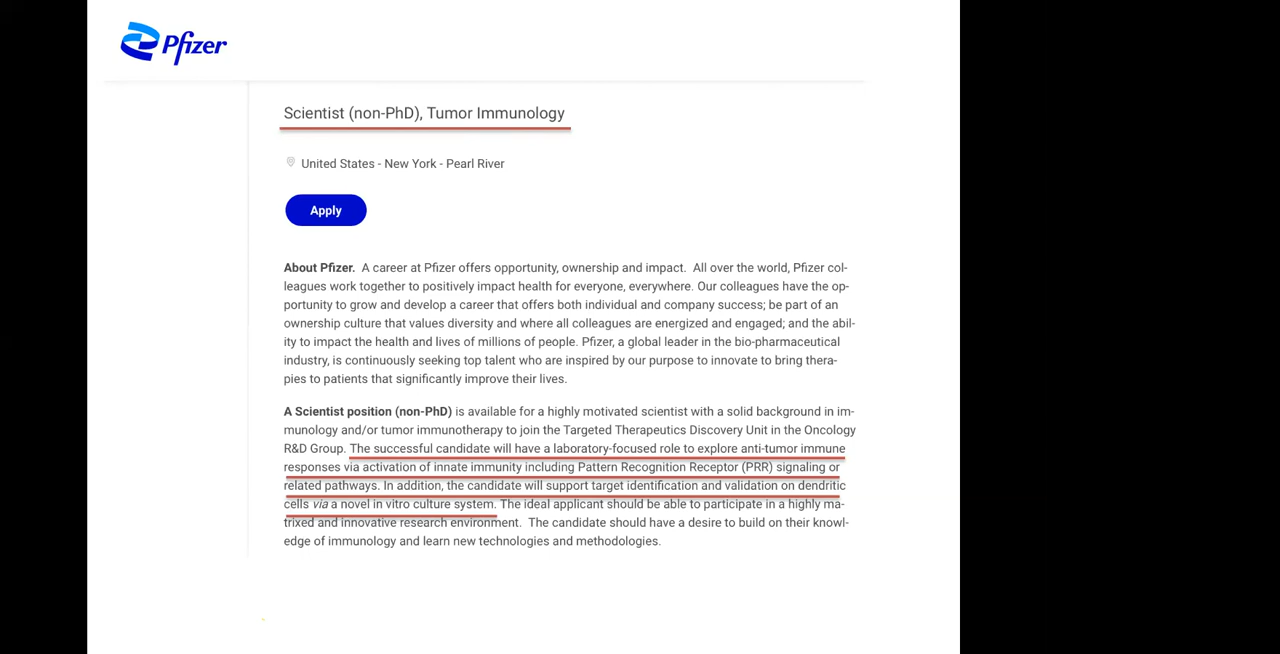 Pfizer
Scientist (non-PhD), Tumor Immunology
United States - New York - Pearl River
Apply
About Pfizer. A career at Pfizer offers opportunity, ownership and impact. All over the world, Pfizer col-
leagues work together to positively impact health for everyone, everywhere. Our colleagues have the op-
portunity to grow and develop a career that offers both individual and company success; be part of an
ownership culture that values diversity and where all colleagues are energized and engaged; and the abil-
ity to impact the health and lives of millions of people. Pfizer, a global leader in the bio-pharmaceutical
industry, is continuously seeking top talent who are inspired by our purpose to innovate to bring thera-
pies to patients that significantly improve their lives.
A Scientist position (non-PhD) is available for a highly motivated scientist with a solid background in im-
munology and/or tumor immunotherapy to join the Targeted Therapeutics Discovery Unit in the Oncology
R&D Group. The successful candidate will have a laboratory-focused role to explore anti-tumor immune
responses via activation of innate immunity including Pattern Recognition Receptor (PRR) signaling or
related pathways. In addition, the candidate will support target identification and validation on dendritic
cells via a novel in vitro culture system. The ideal applicant should be able to participate in a highly ma-
trixed and innovative research environment. The candidate should have a desire to build on their knowl-
edge of immunology and learn new technologies and methodologies.